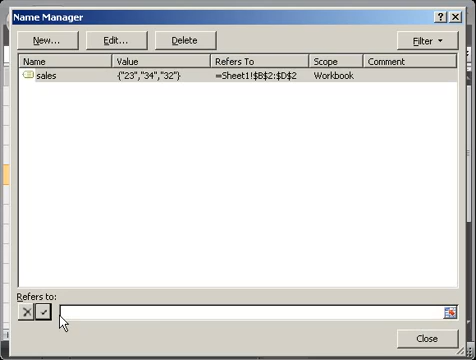 Name Manager
New... Edit... Delete Filter
Name Value Refers To Scope Comment
sales {"23","34","32"} =Sheet1!$B$2:$D$2 Workbook
Refers to:
Close